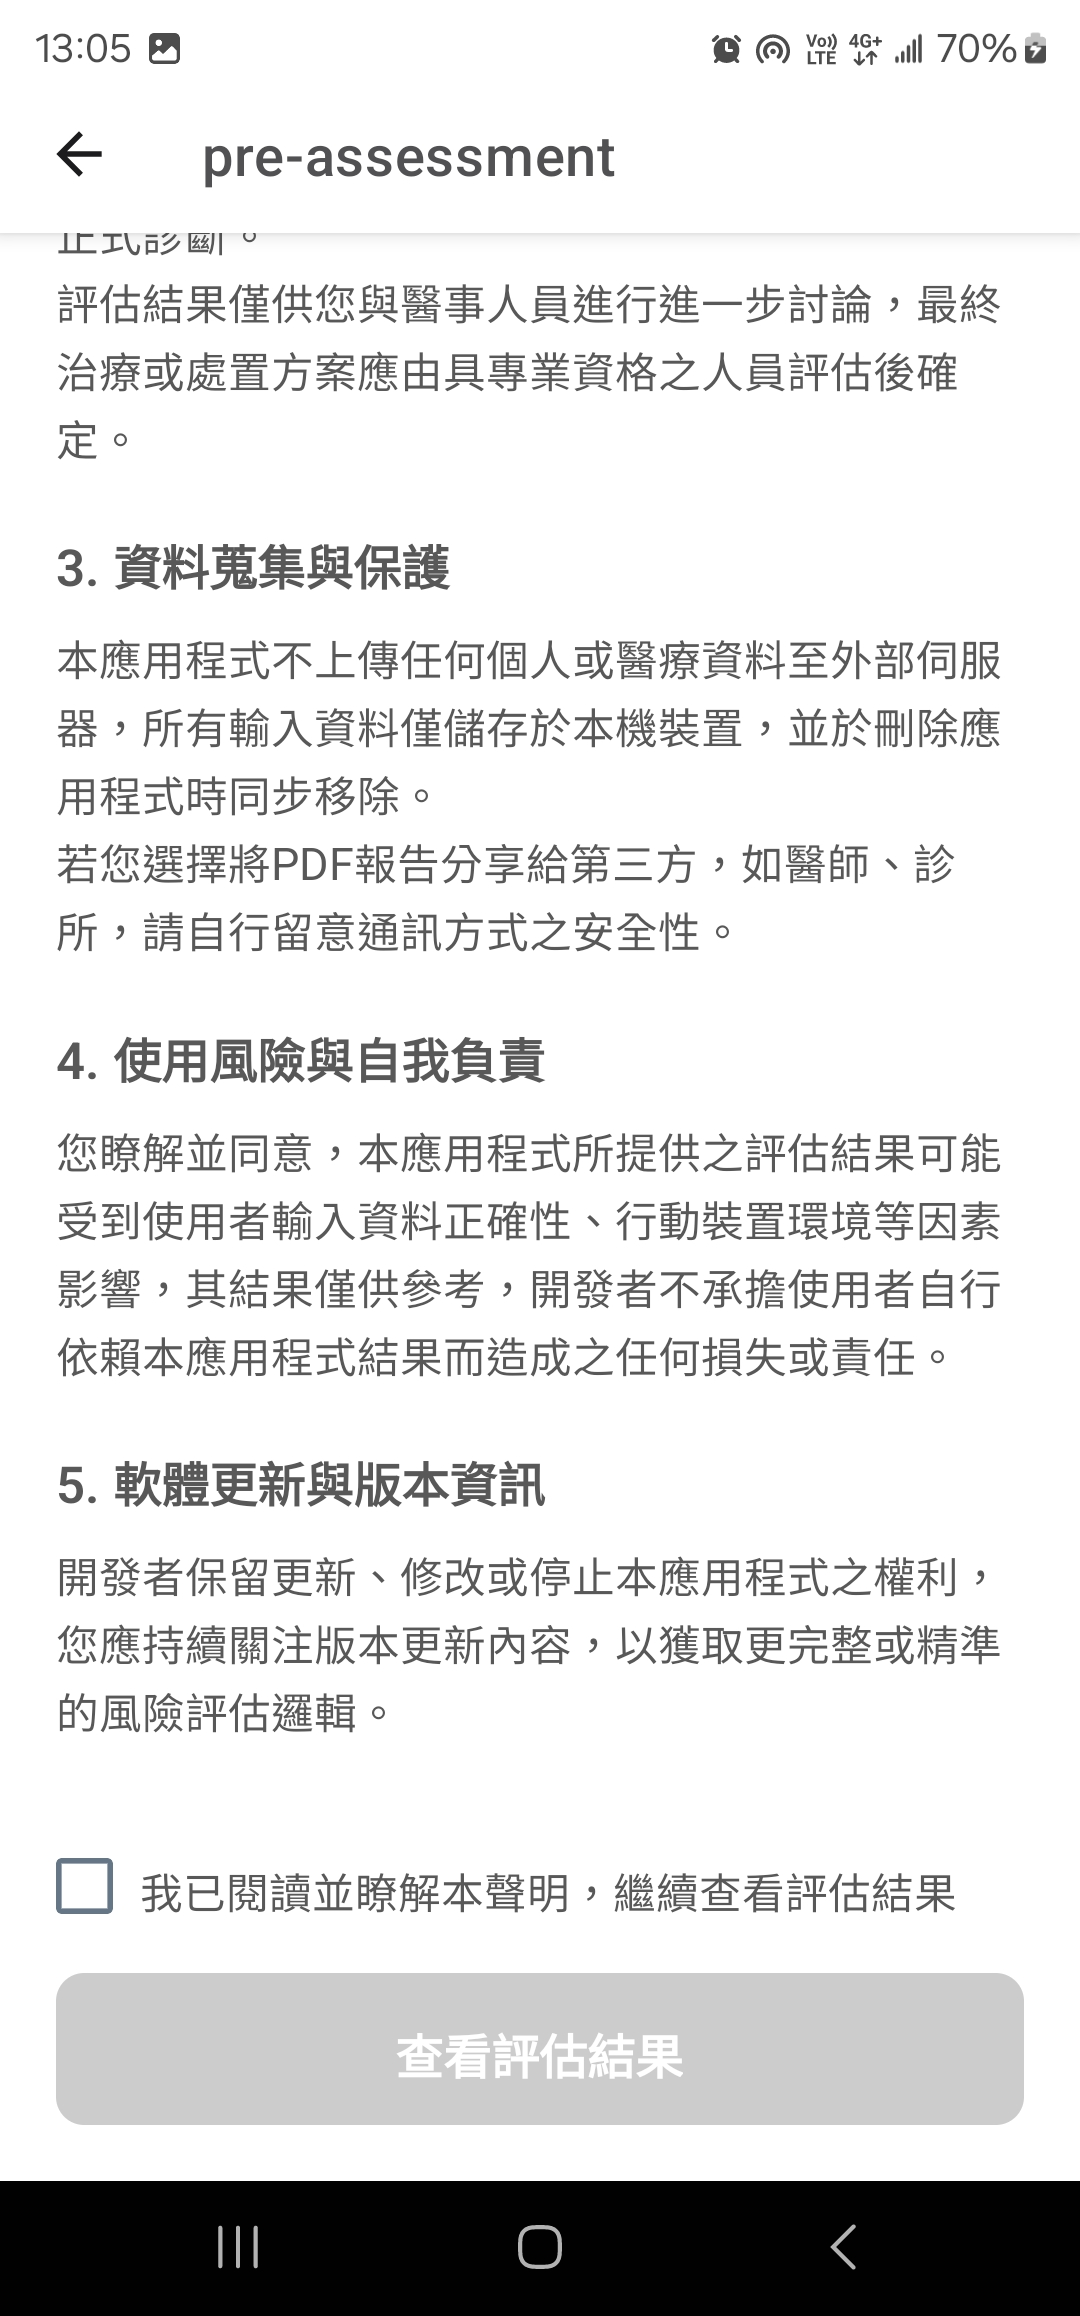 13:05
Vo)) LTE 4G+ 70%
pre-assessment
正式診斷。
評估結果僅供您與醫事人員進行進一步討論，最終
治療或處置方案應由具專業資格之人員評估後確
定。
3. 資料蒐集與保護
本應用程式不上傳任何個人或醫療資料至外部伺服
器，所有輸入資料僅儲存於本機裝置，並於刪除應
用程式時同步移除。
若您選擇將PDF報告分享給第三方，如醫師、診
所，請自行留意通訊方式之安全性。
4. 使用風險與自我負責
您瞭解並同意，本應用程式所提供之評估結果可能
受到使用者輸入資料正確性、行動裝置環境等因素
影響，其結果僅供參考，開發者不承擔使用者自行
依賴本應用程式結果而造成之任何損失或責任。
5. 軟體更新與版本資訊
開發者保留更新、修改或停止本應用程式之權利，
您應持續關注版本更新內容，以獲取更完整或精準
的風險評估邏輯。
我已閱讀並瞭解本聲明，繼續查看評估結果
查看評估結果